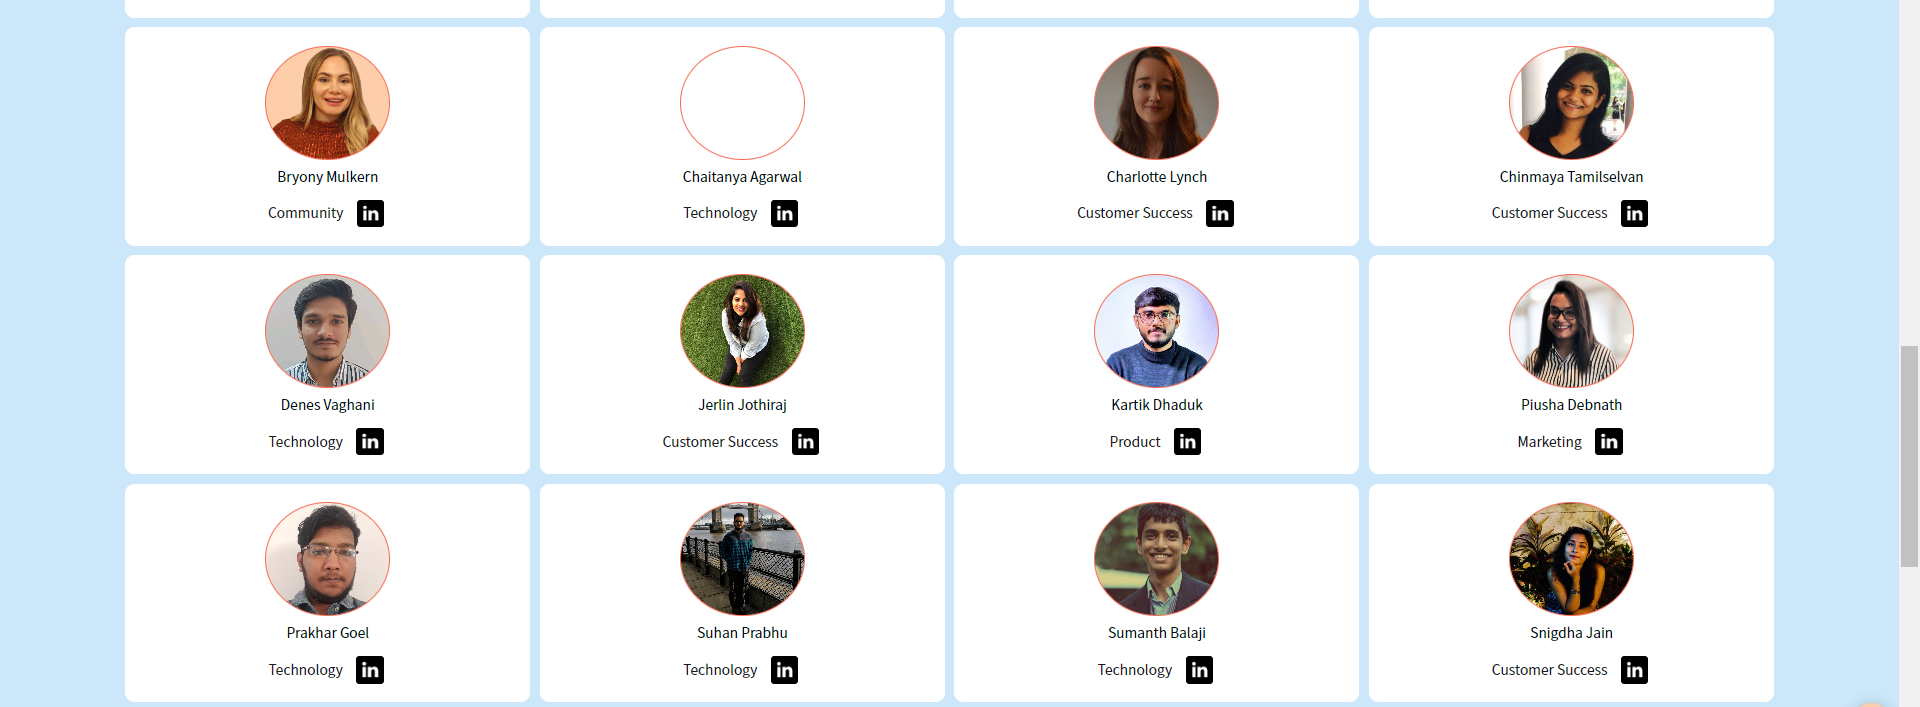 Bryony Mulkern
Community in
Chaitanya Agarwal
Technology in
Charlotte Lynch
Customer Success in
Chinmaya Tamilselvan
Customer Success in
Denes Vaghani
Technology in
Jerlin Jothiraj
Customer Success in
Kartik Dhaduk
Product in
Piusha Debnath
Marketing in
Prakhar Goel
Technology in
Suhan Prabhu
Technology in
Sumanth Balaji
Technology in
Snigdha Jain
Customer Success in